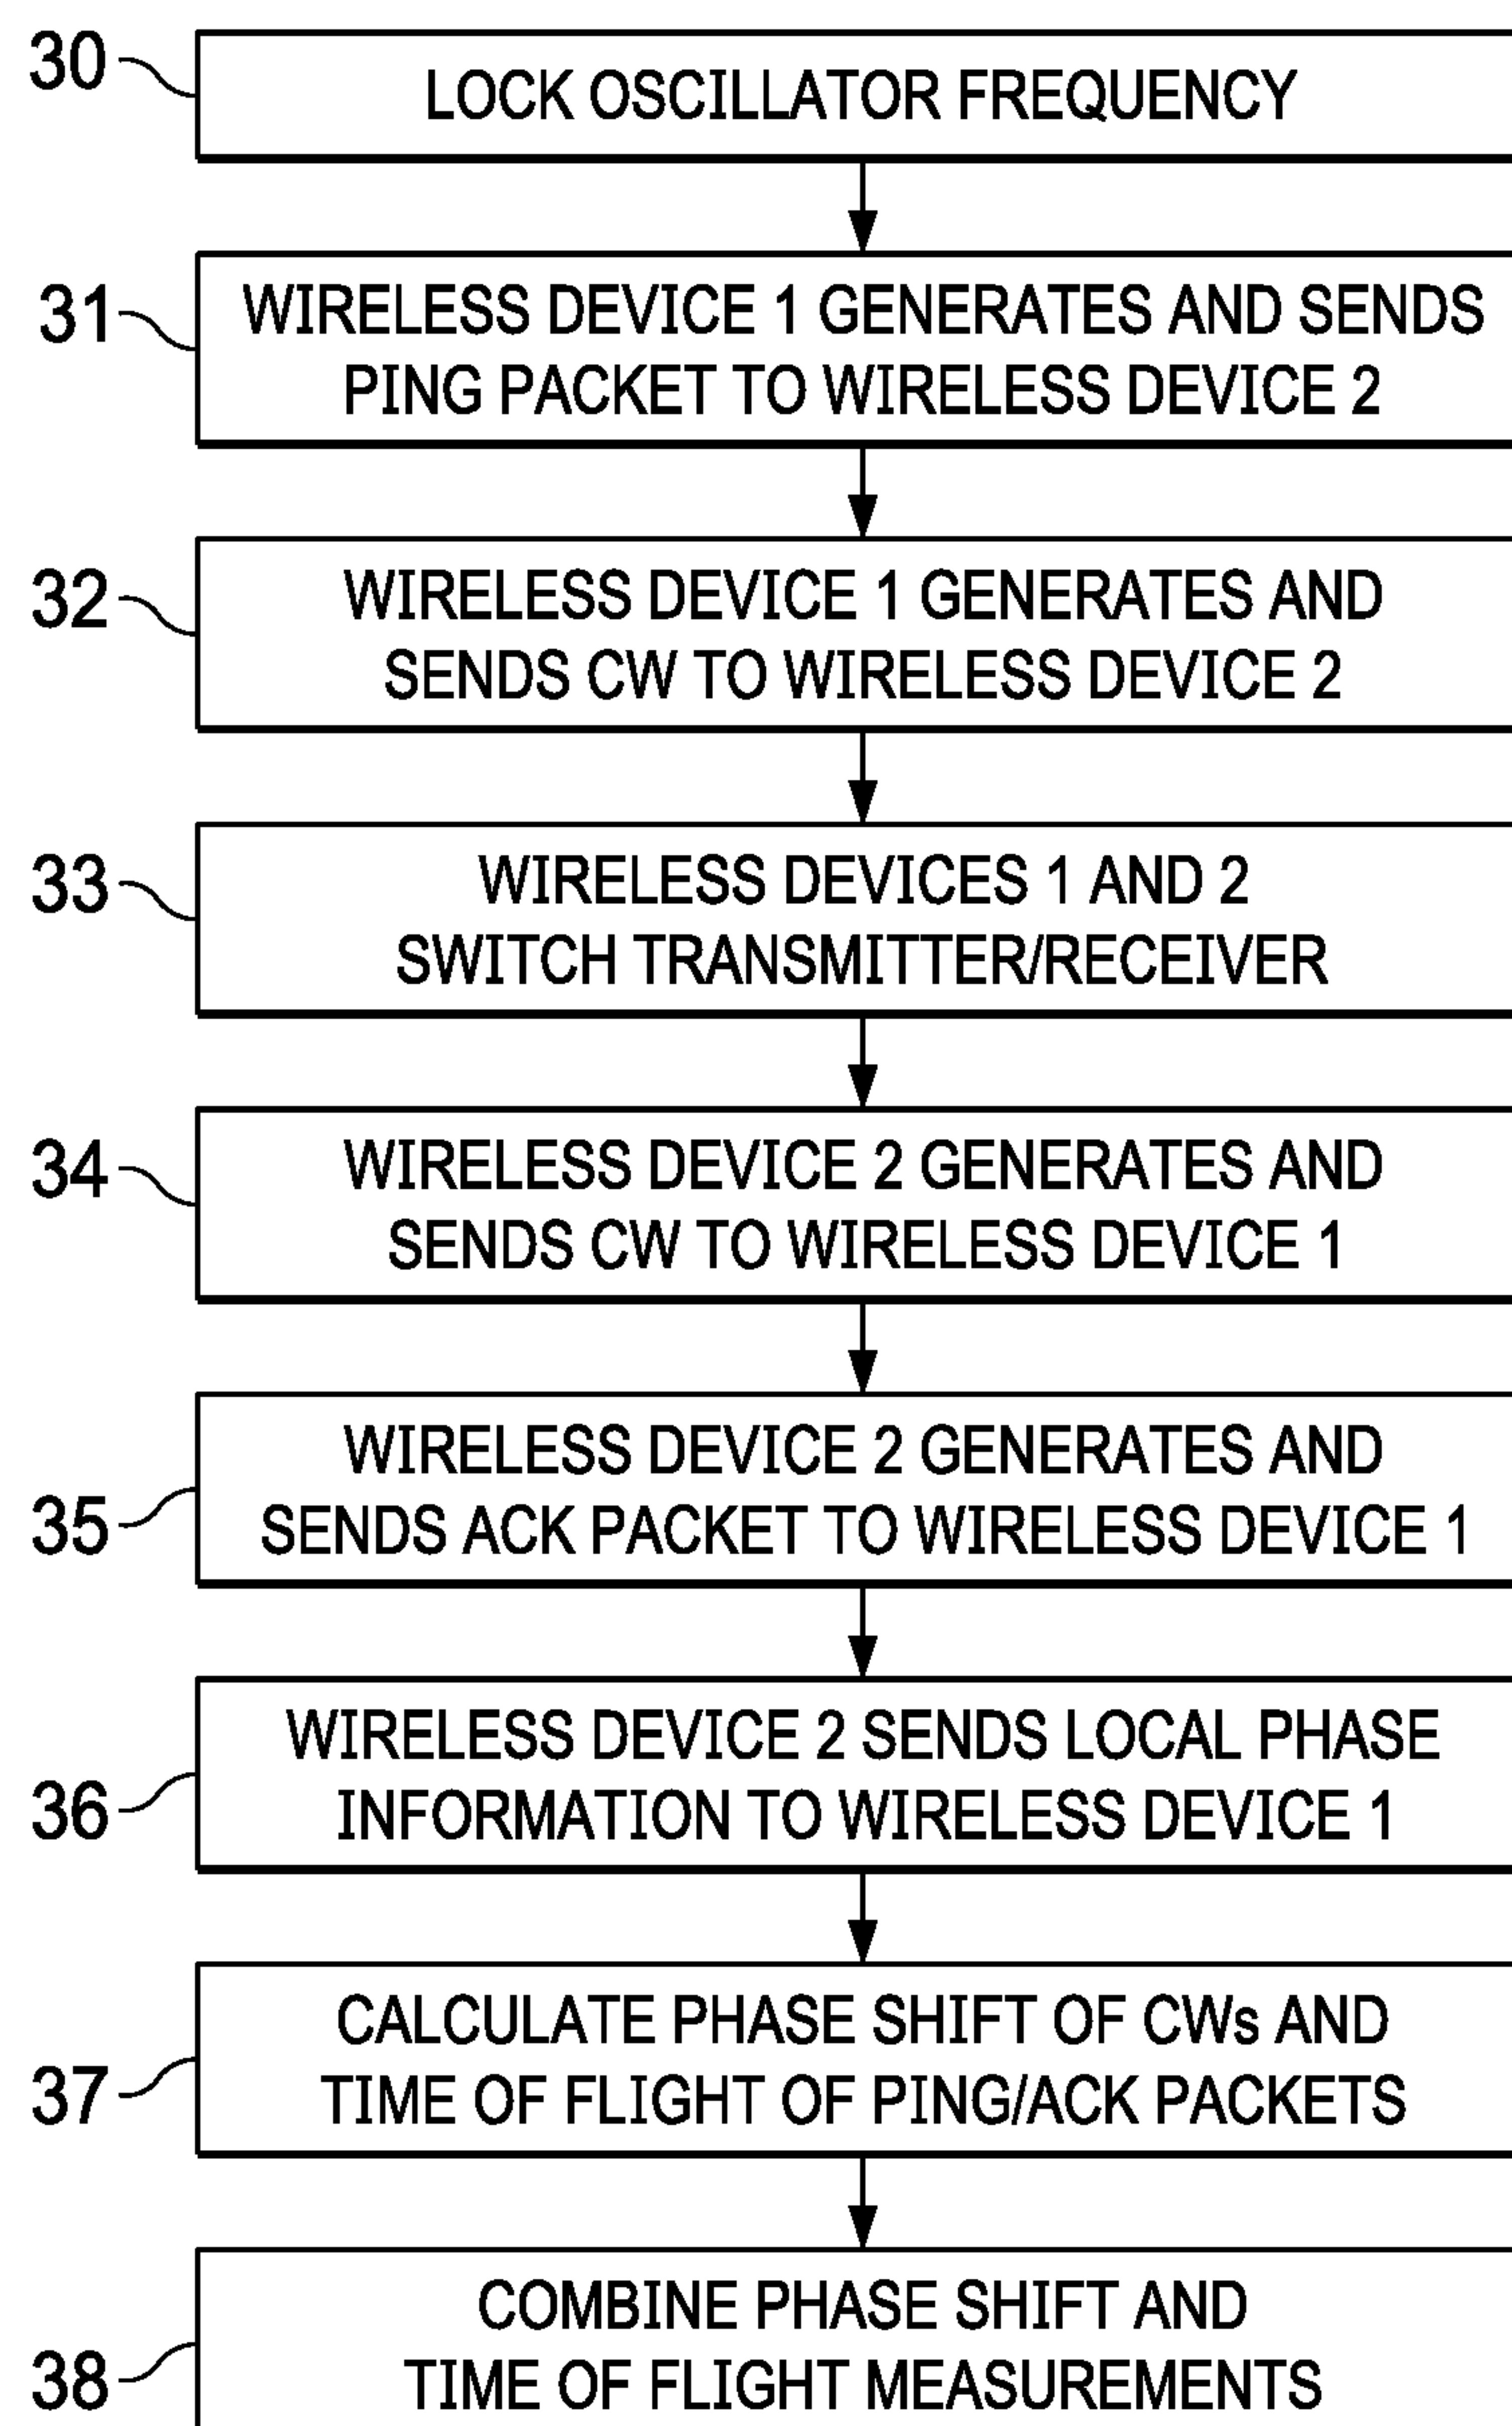 30
LOCK OSCILLATOR FREQUENCY
31
WIRELESS DEVICE 1 GENERATES AND SENDS
PING PACKET TO WIRELESS DEVICE 2
32
WIRELESS DEVICE 1 GENERATES AND
SENDS CW TO WIRELESS DEVICE 2
33
WIRELESS DEVICES 1 AND 2
SWITCH TRANSMITTER/RECEIVER
34
WIRELESS DEVICE 2 GENERATES AND
SENDS CW TO WIRELESS DEVICE 1
35
WIRELESS DEVICE 2 GENERATES AND
SENDS ACK PACKET TO WIRELESS DEVICE 1
36
WIRELESS DEVICE 2 SENDS LOCAL PHASE
INFORMATION TO WIRELESS DEVICE 1
37
CALCULATE PHASE SHIFT OF CWs AND
TIME OF FLIGHT OF PING/ACK PACKETS
38
COMBINE PHASE SHIFT AND
TIME OF FLIGHT MEASUREMENTS